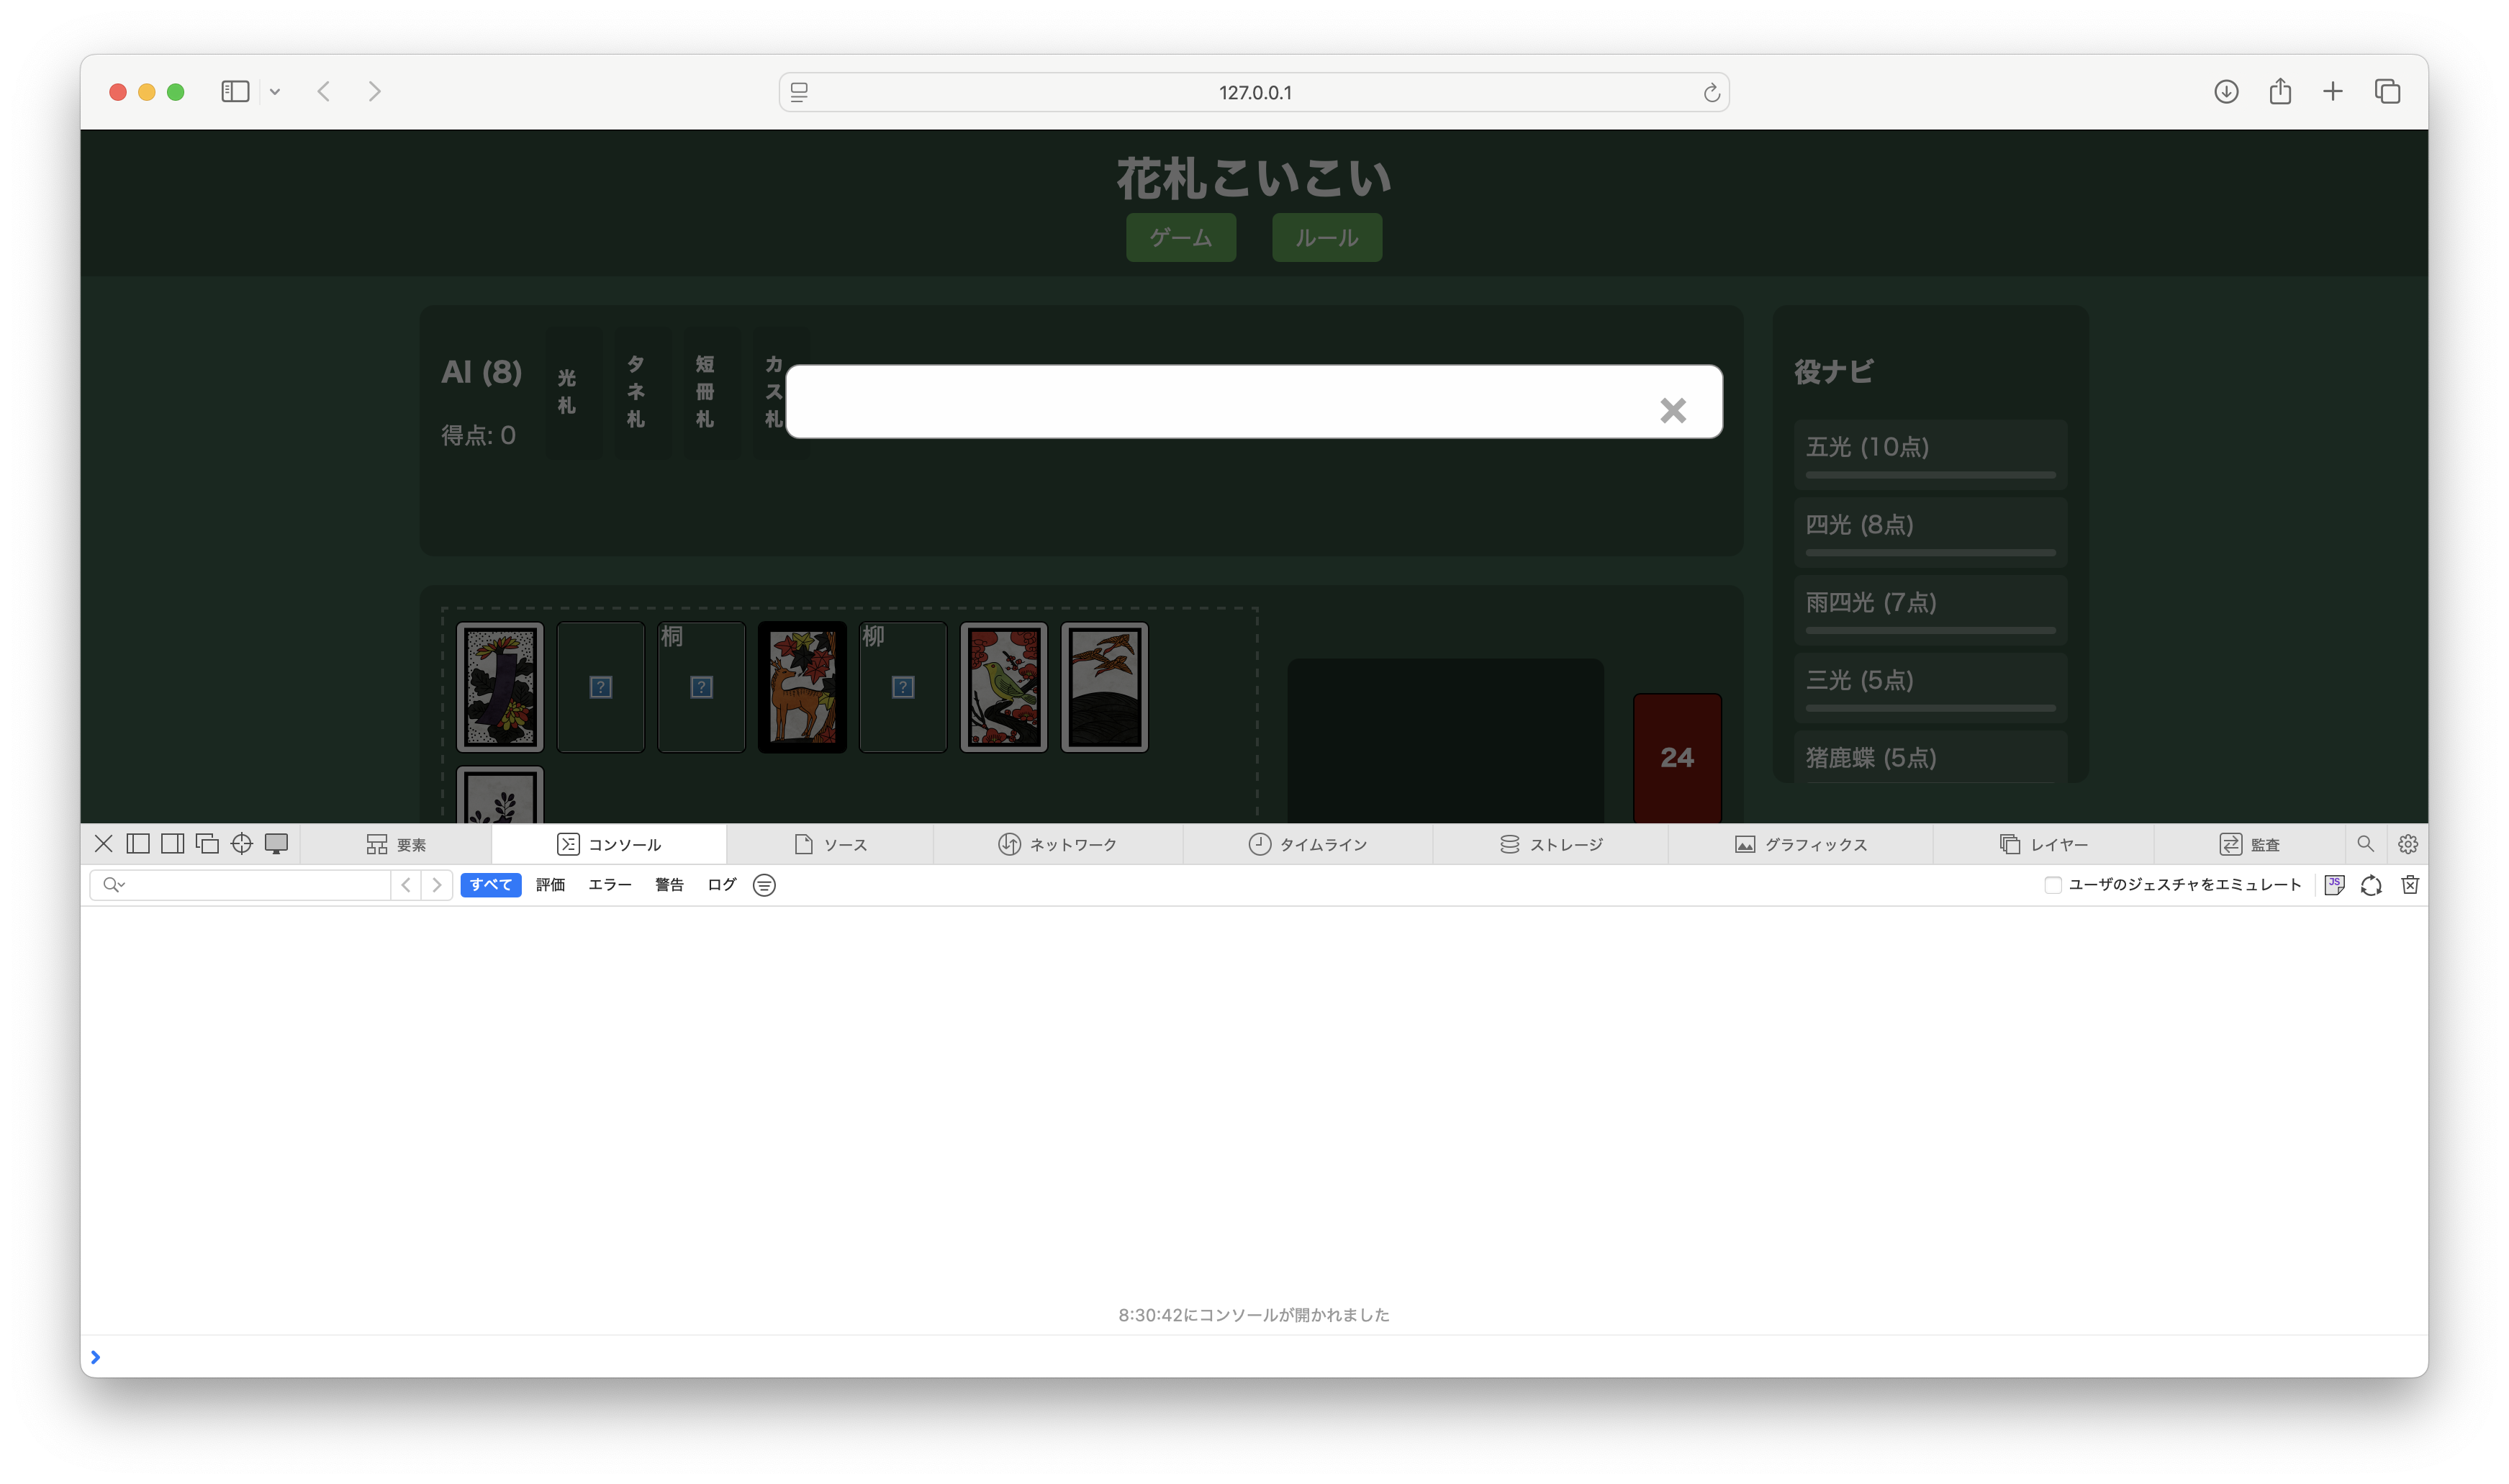 127.0.0.1
花札こいこい
ゲーム ルール
AI (8)
得点: 0
光札
タネ札
短冊札
カス札
役ナビ
五光 (10点)
四光 (8点)
雨四光 (7点)
三光 (5点)
猪鹿蝶 (5点)
桐
柳
24
要素 コンソール ソース ネットワーク タイムライン ストレージ グラフィックス レイヤー 監査
すべて 評価 エラー 警告 ログ ユーザのジェスチャをエミュレート JS
8:30:42にコンソールが開かれました